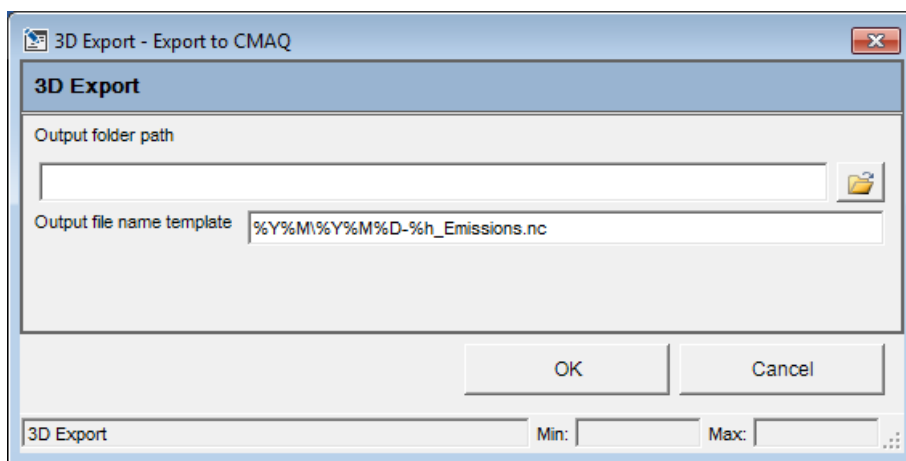 3D Export - Export to CMAQ
3D Export
Output folder path
Output file name template %Y%M\%Y%M%D-%h_Emissions.nc
OK Cancel
3D Export Min: Max: